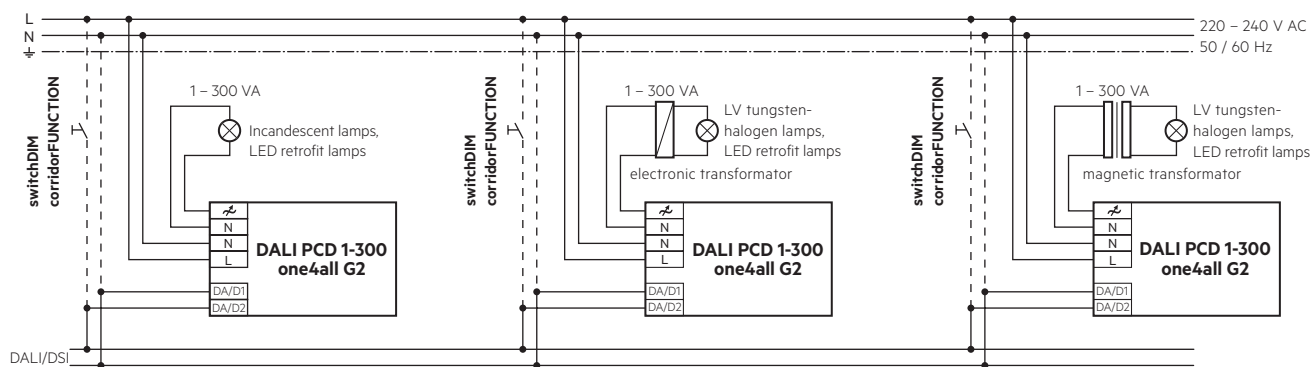 L
N
220 – 240 V AC
50 / 60 Hz
switchDIM
corridorFUNCTION
1 – 300 VA
Incandescent lamps,
LED retrofit lamps
N
N
L
DA/D1
DA/D2
DALI PCD 1-300
one4all G2
switchDIM
corridorFUNCTION
1 – 300 VA
LV tungsten-
halogen lamps,
LED retrofit lamps
electronic transformator
N
N
L
DA/D1
DA/D2
DALI PCD 1-300
one4all G2
switchDIM
corridorFUNCTION
1 – 300 VA
LV tungsten-
halogen lamps,
LED retrofit lamps
magnetic transformator
N
N
L
DA/D1
DA/D2
DALI PCD 1-300
one4all G2
DALI/DSI